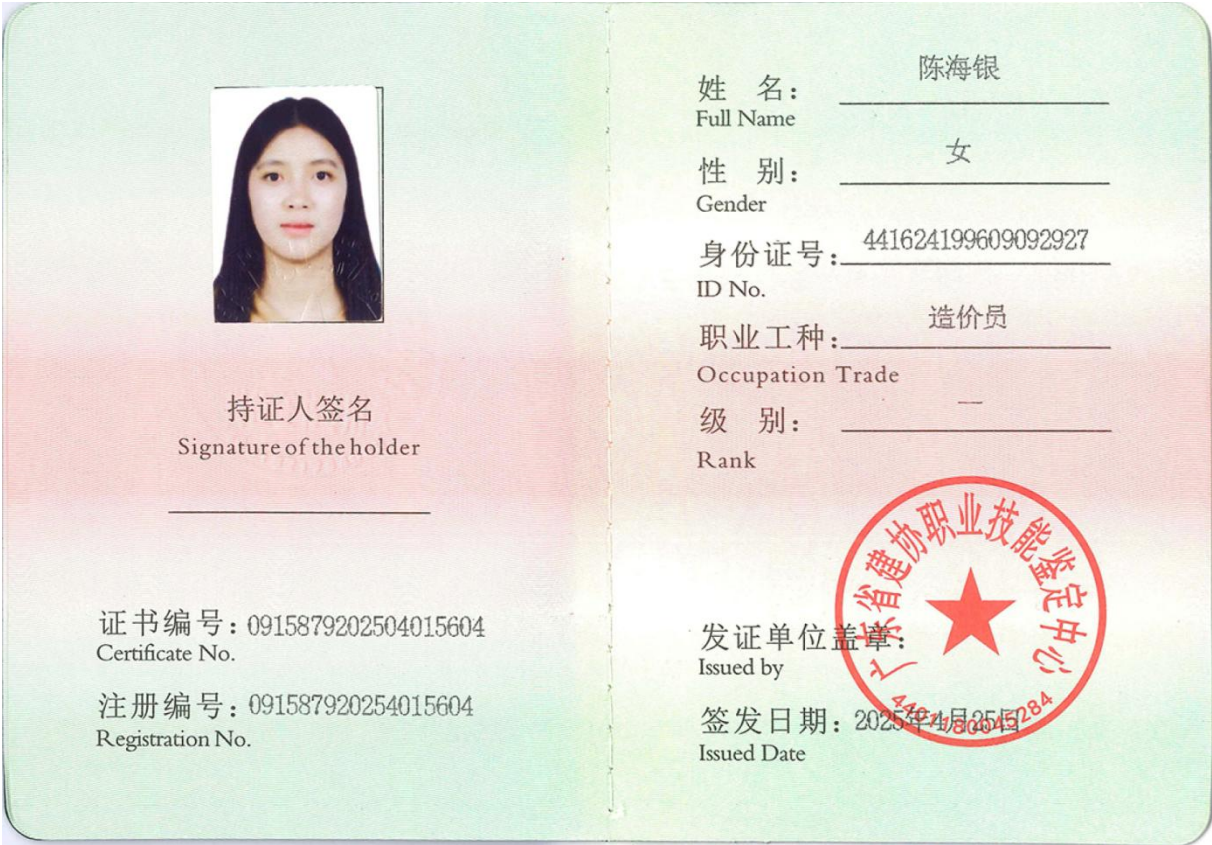 持证人签名
Signature of the holder
证书编号：0915879202504015604
Certificate No.
注册编号：091587920254015604
Registration No.
姓 名：陈海银
Full Name
性 别：女
Gender
身份证号：441624199609092927
ID No.
职业工种：造价员
Occupation Trade
级 别：一
Rank
广东省建协职业技能鉴定中心
发证单位盖章：
Issued by
签发日期：2025年4月25日
Issued Date
4401180045284